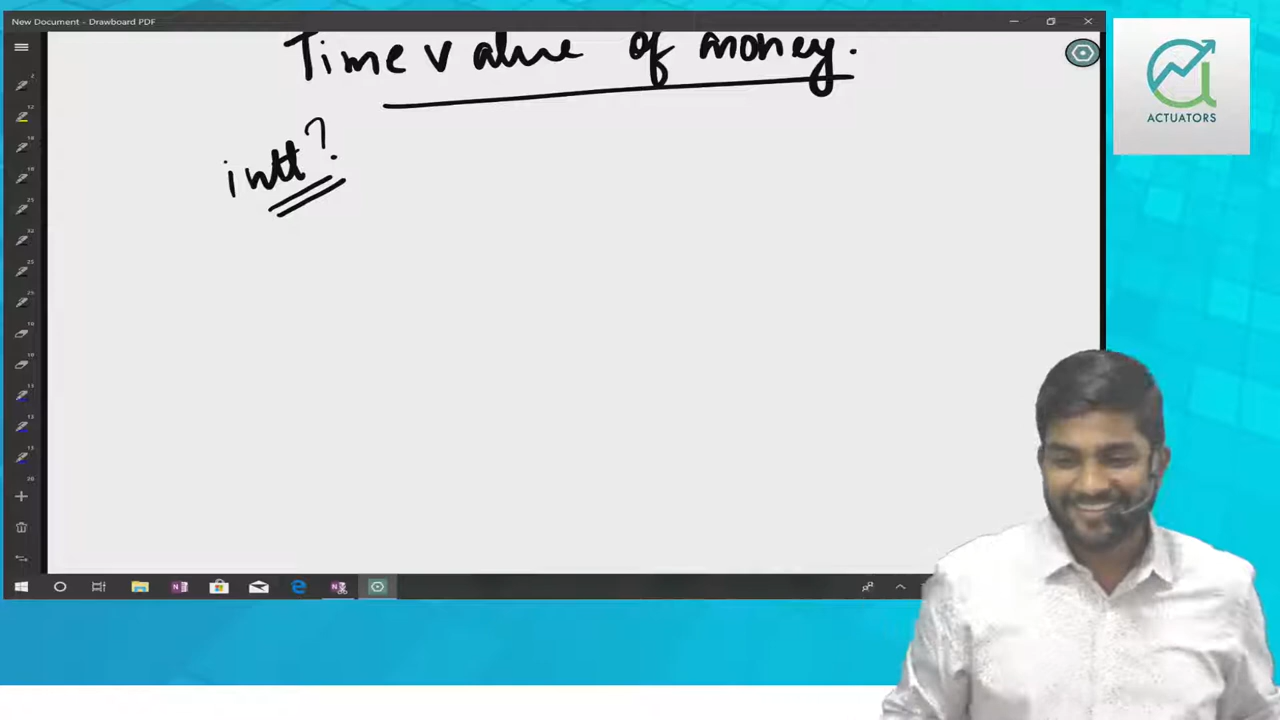 New Document - Drawboard PDF
Time value of money.
intt?
ACTUATORS